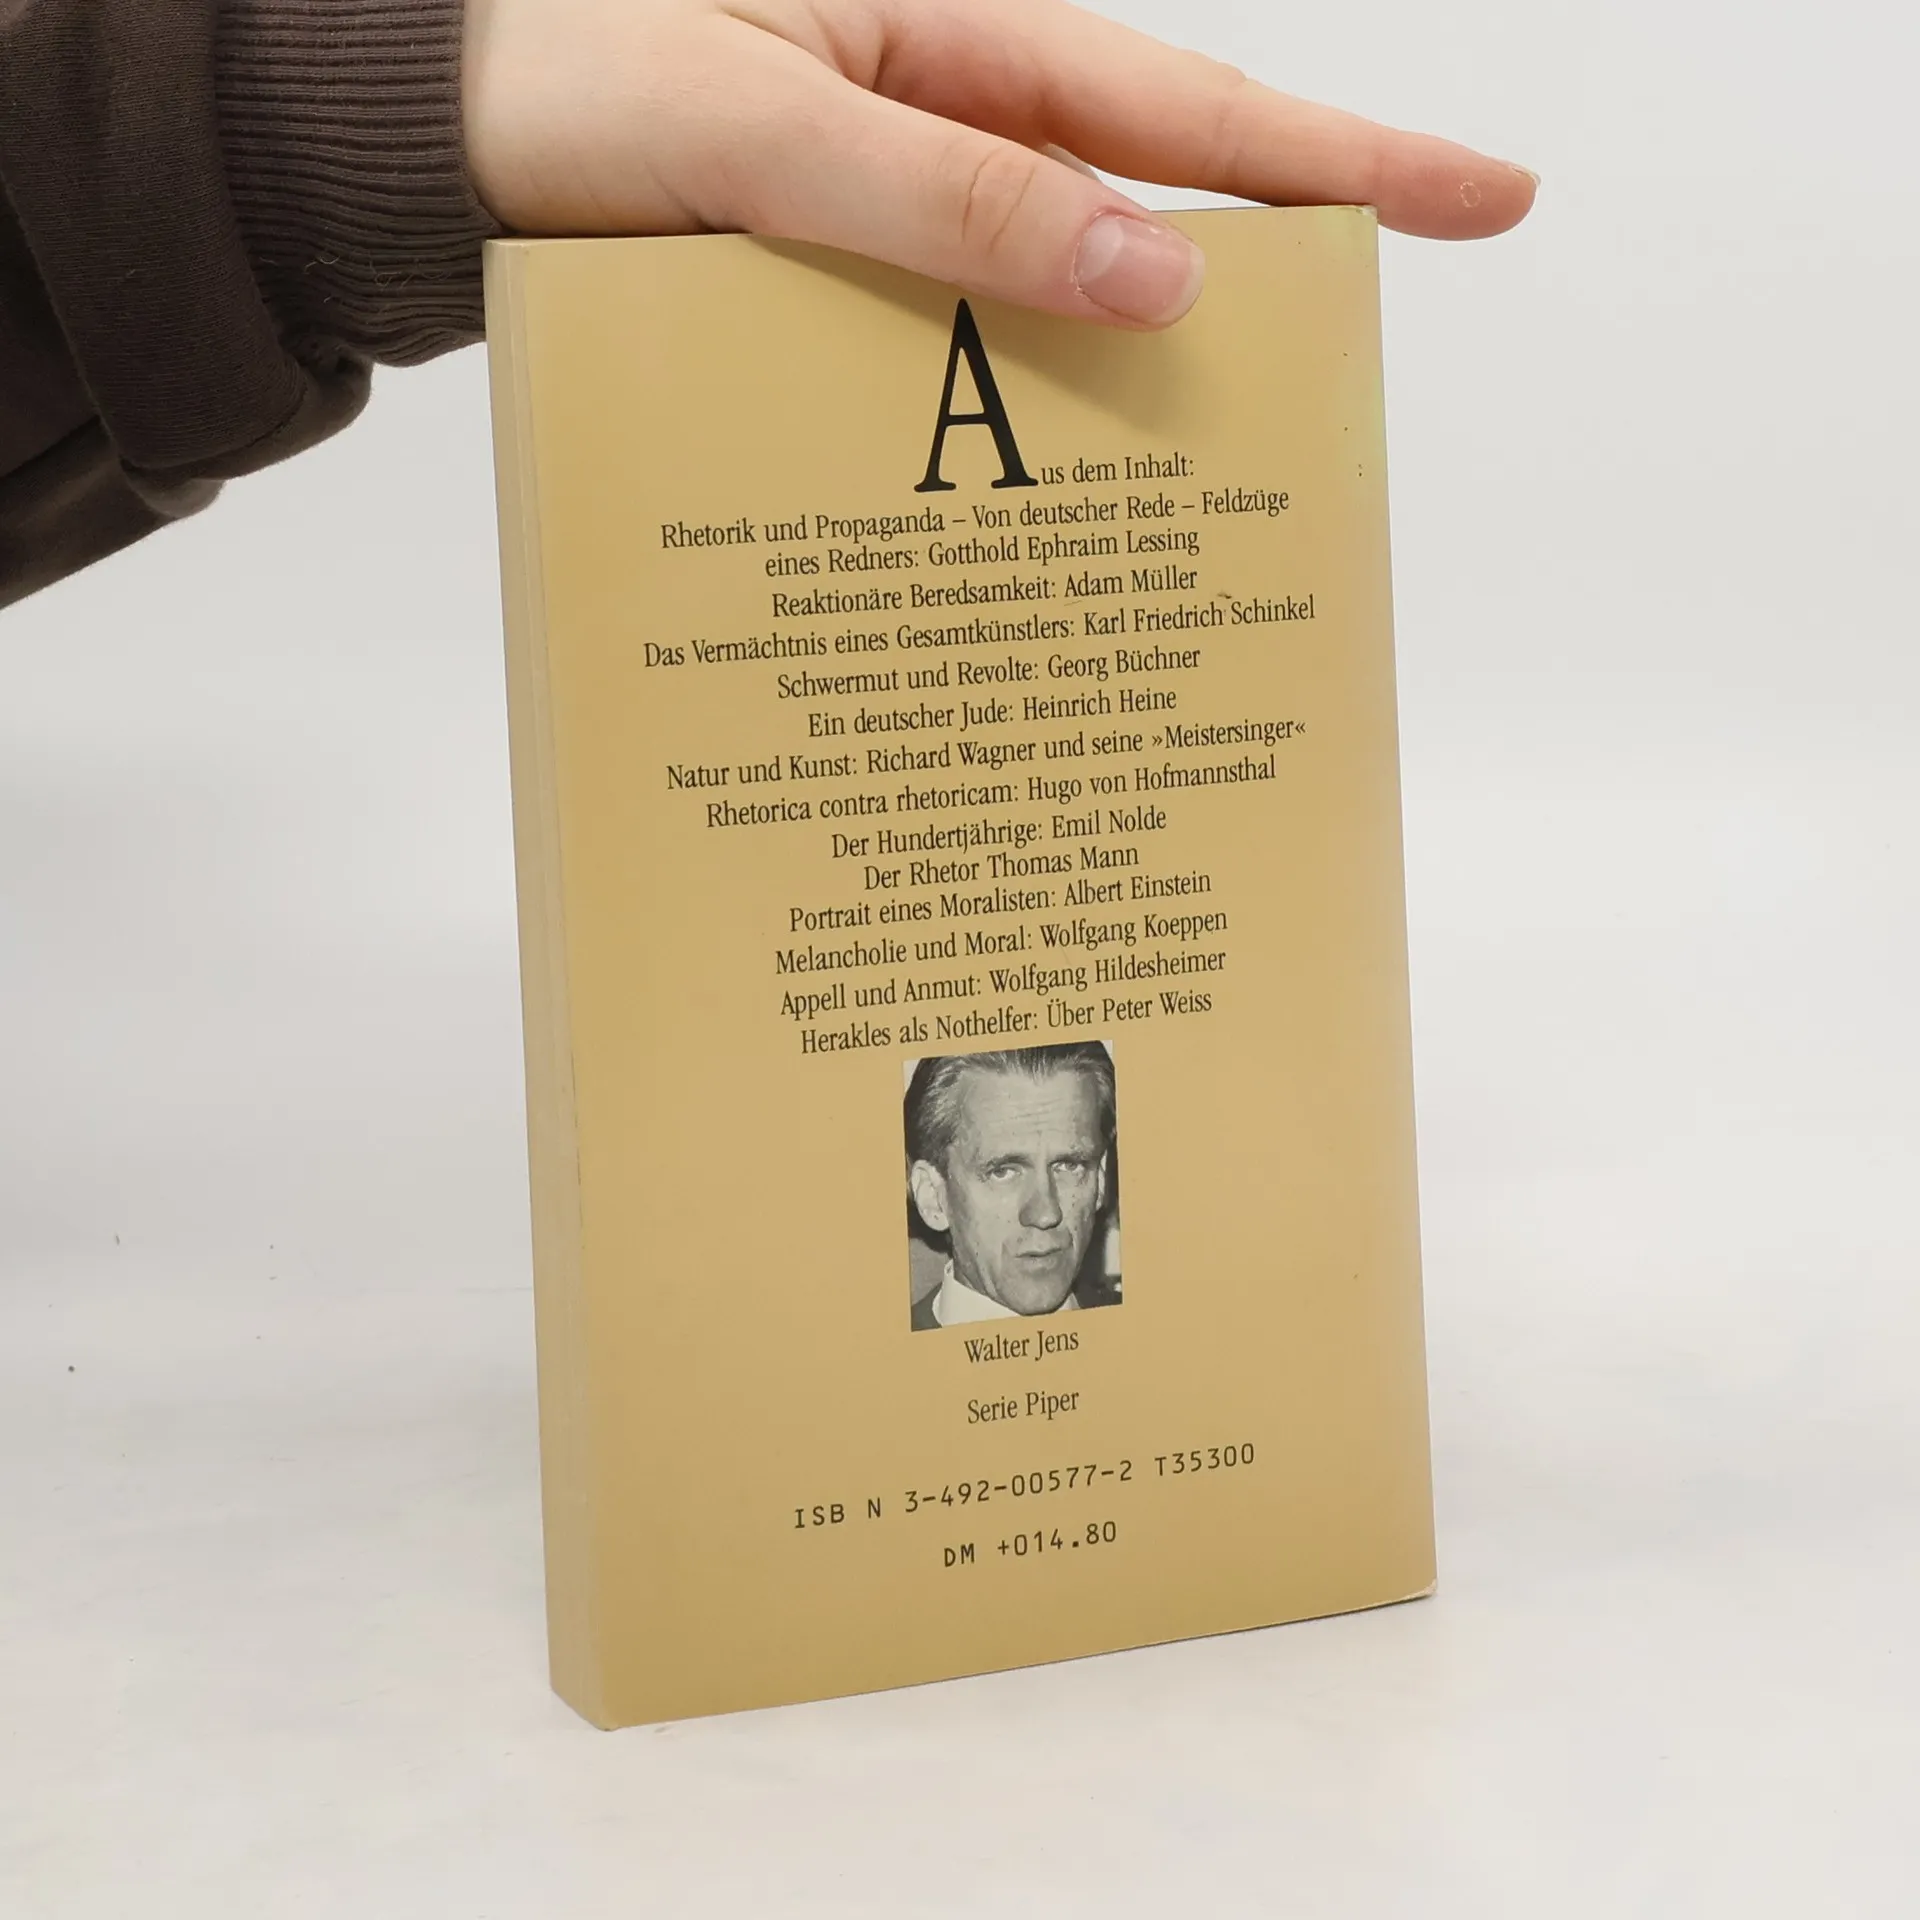 Aus dem Inhalt:
Rhetorik und Propaganda – Von deutscher Rede – Feldzüge
eines Redners: Gotthold Ephraim Lessing
Reaktionäre Beredsamkeit: Adam Müller
Das Vermächtnis eines Gesamtkünstlers: Karl Friedrich Schinkel
Schwermut und Revolte: Georg Büchner
Ein deutscher Jude: Heinrich Heine
Natur und Kunst: Richard Wagner und seine »Meistersinger«
Rhetorica contra rhetoricam: Hugo von Hofmannsthal
Der Hundertjährige: Emil Nolde
Der Rhetor Thomas Mann
Portrait eines Moralisten: Albert Einstein
Melancholie und Moral: Wolfgang Koeppen
Appell und Anmut: Wolfgang Hildesheimer
Herakles als Nothelfer: Über Peter Weiss
Walter Jens
Serie Piper
ISB N 3-492-00577-2 T35300
DM +014.80